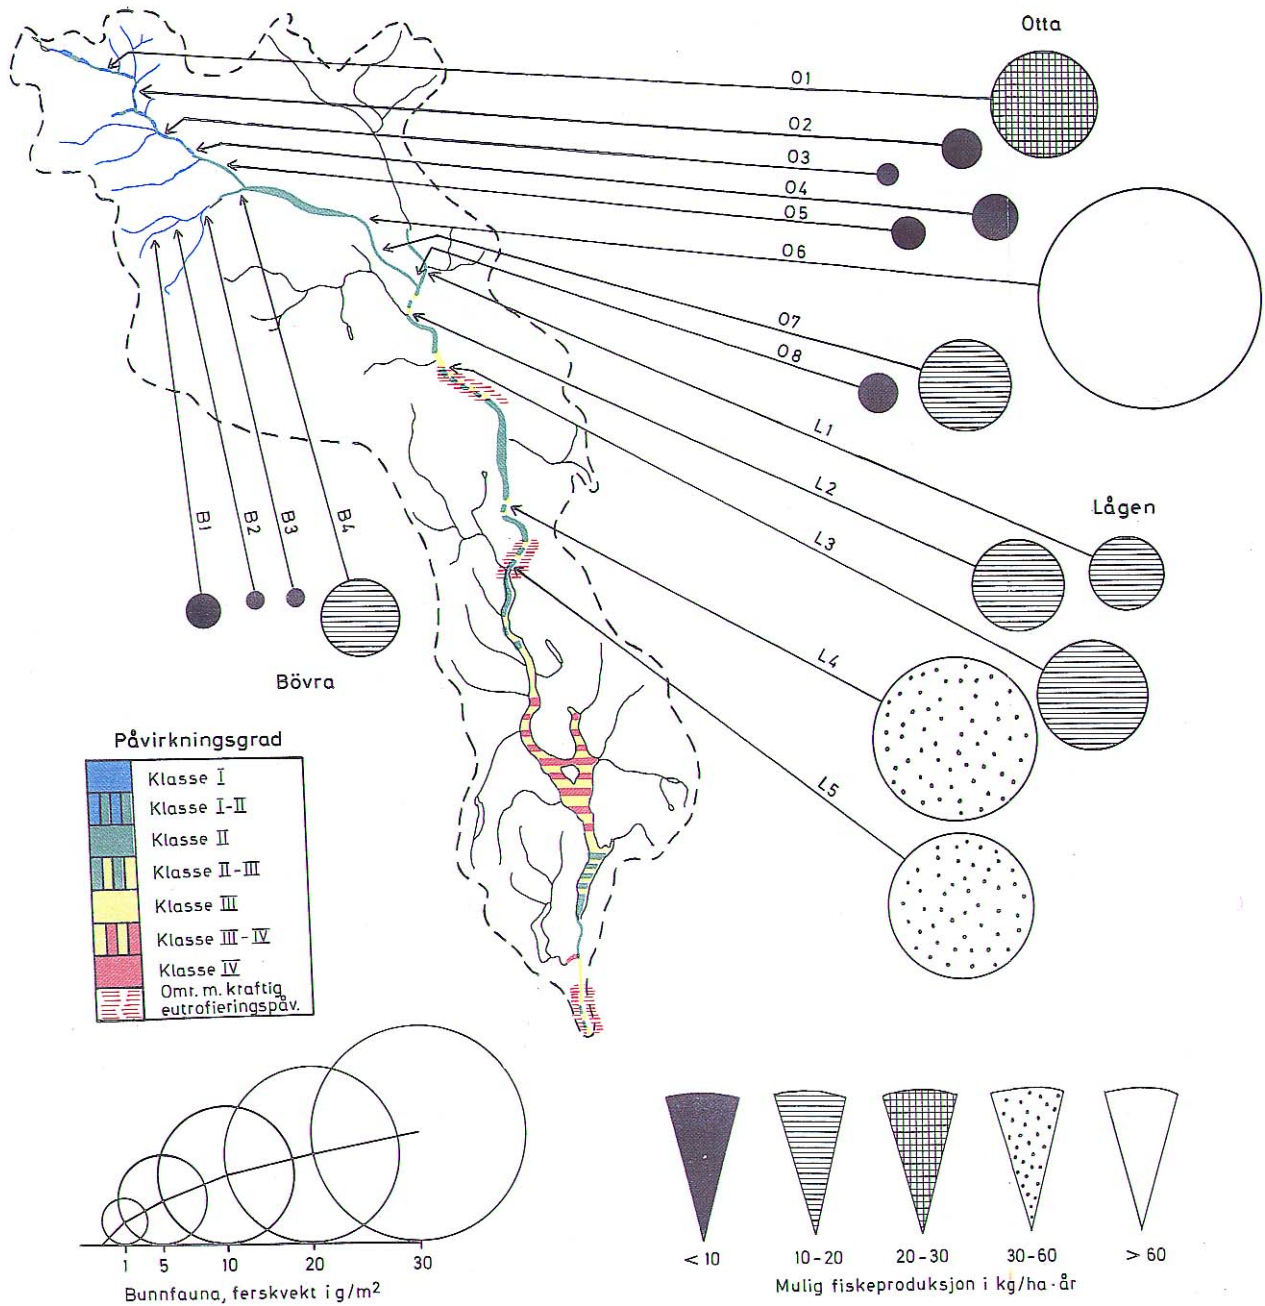 Otta
O1
O2
O3
O4
O5
O6
O7
O8
L1
L2
L3
L4
L5
Lågen
B1
B2
B3
B4
Bövra
Påvirkningsgrad
Klasse I
Klasse I-II
Klasse II
Klasse II-III
Klasse III
Klasse III-IV
Klasse IV
Omr. m. kraftig
eutrofieringspåv.
1 5 10 20 30
Bunnfauna, ferskvekt i g/m²
<10 10-20 20-30 30-60 >60
Mulig fiskeproduksjon i kg/ha·år